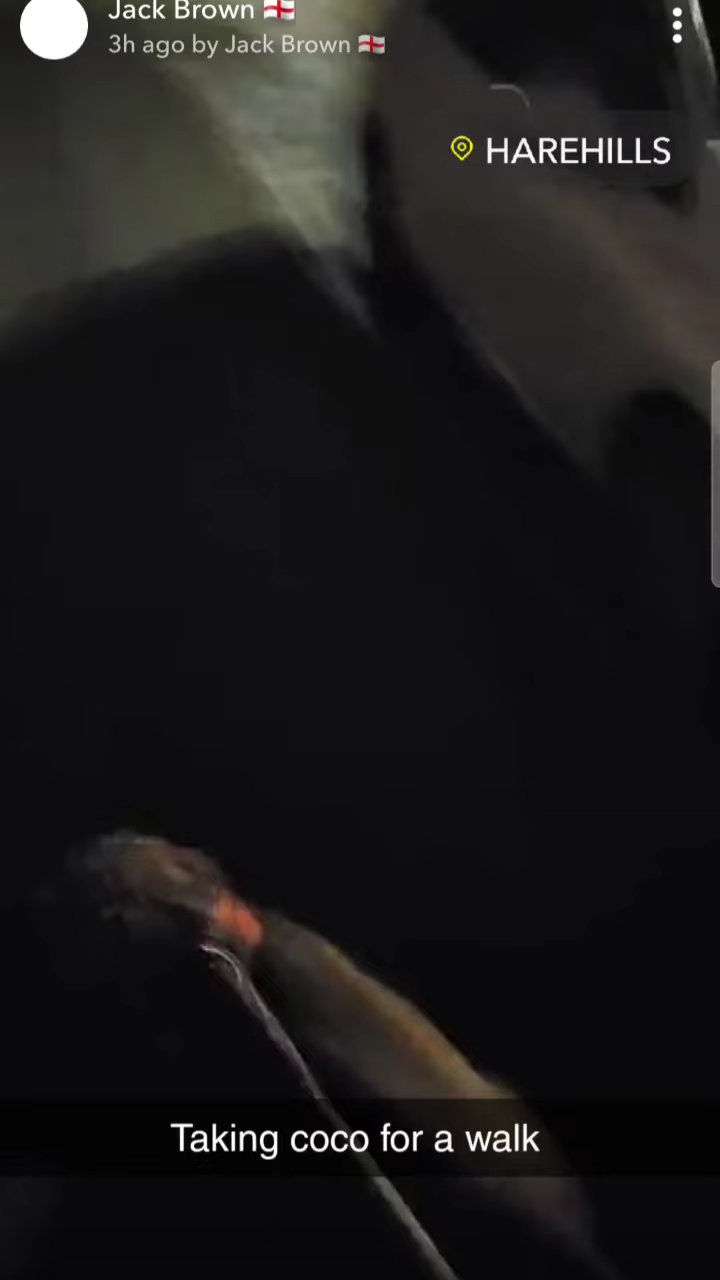 Jack Brown 🏴󠁧󠁢󠁥󠁮󠁧󠁿
3h ago by Jack Brown 🏴󠁧󠁢󠁥󠁮󠁧󠁿
HAREHILLS
Taking coco for a walk